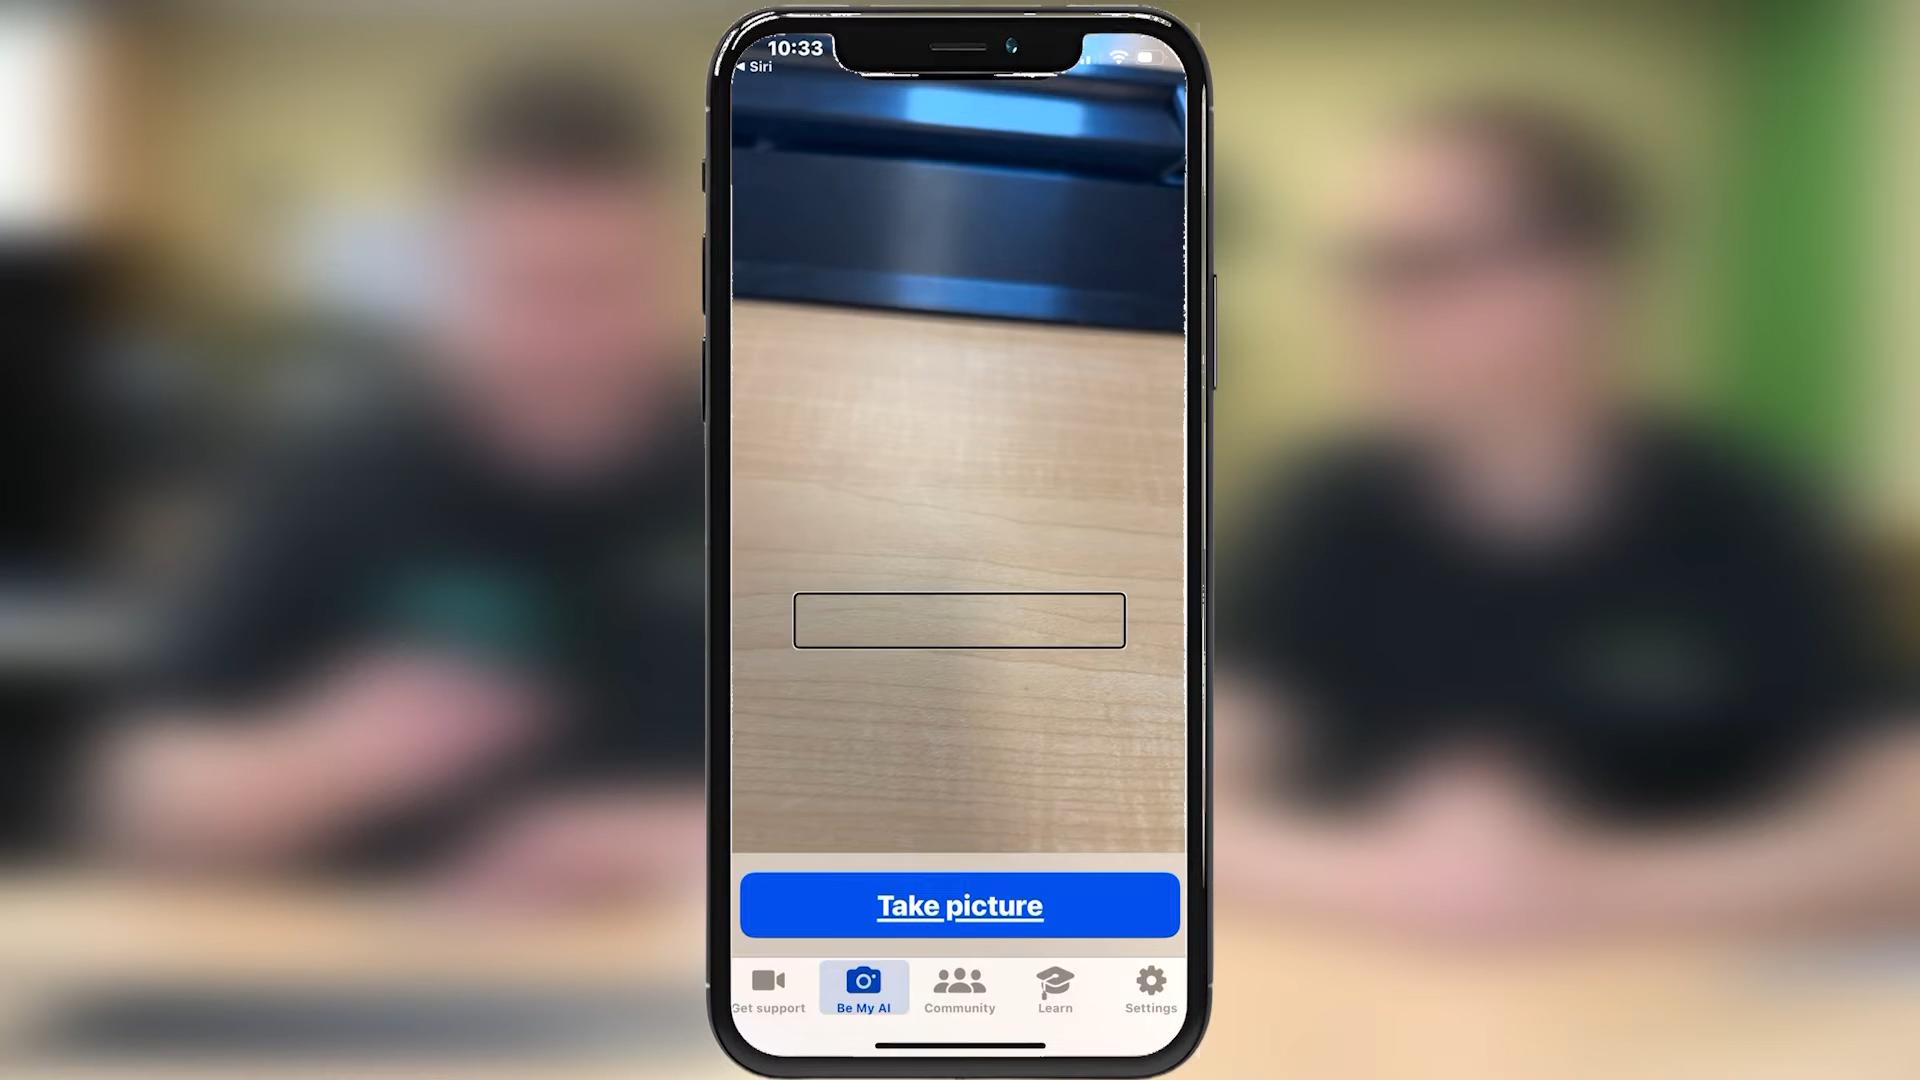 10:33
Siri
Take picture
Get support
Be My AI
Community
Learn
Settings